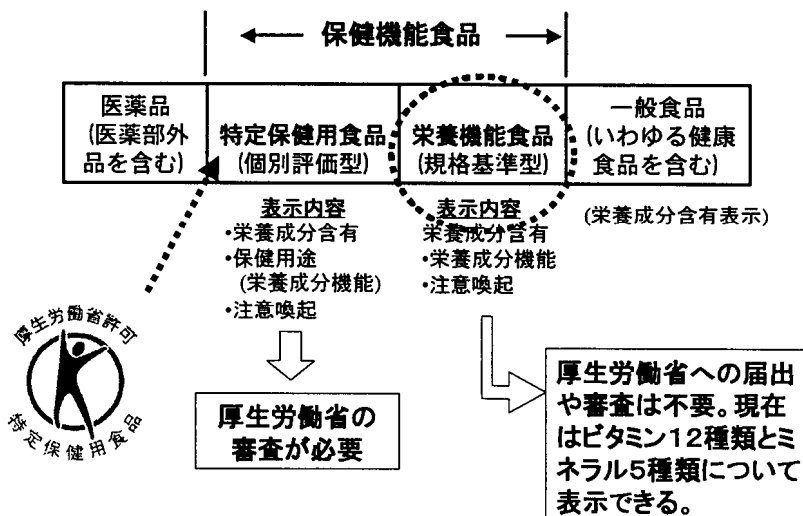 保健機能食品
医薬品
(医薬部外
品を含む)
特定保健用食品
(個別評価型)
栄養機能食品
(規格基準型)
一般食品
(いわゆる健康
食品を含む)
表示内容
・栄養成分含有
・保健用途
(栄養成分機能)
・注意喚起
表示内容
栄養成分含有
・栄養成分機能
・注意喚起
(栄養成分含有表示)
厚生労働省許可
特定保健用食品
厚生労働省の
審査が必要
厚生労働省への届出
や審査は不要。現在
はビタミン12種類とミ
ネラル5種類について
表示できる。